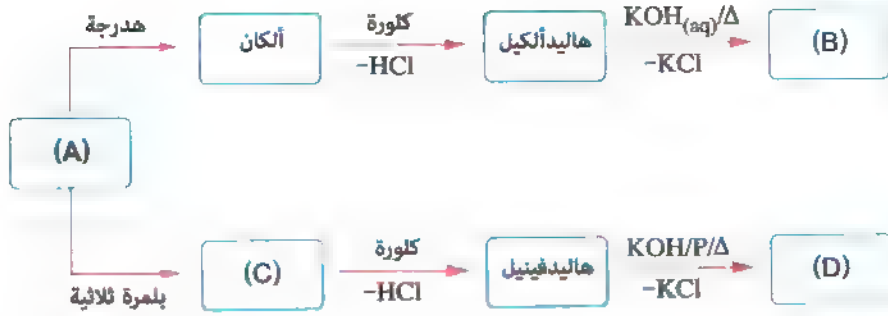 هدرجة
ألكان
كلورة
–HCl
هاليدألكيل
KOH(aq)/Δ
–KCl
(B)
(A)
بلمرة ثلاثية
(C)
كلورة
–HCl
هاليدفينيل
KOH/P/Δ
–KCl
(D)